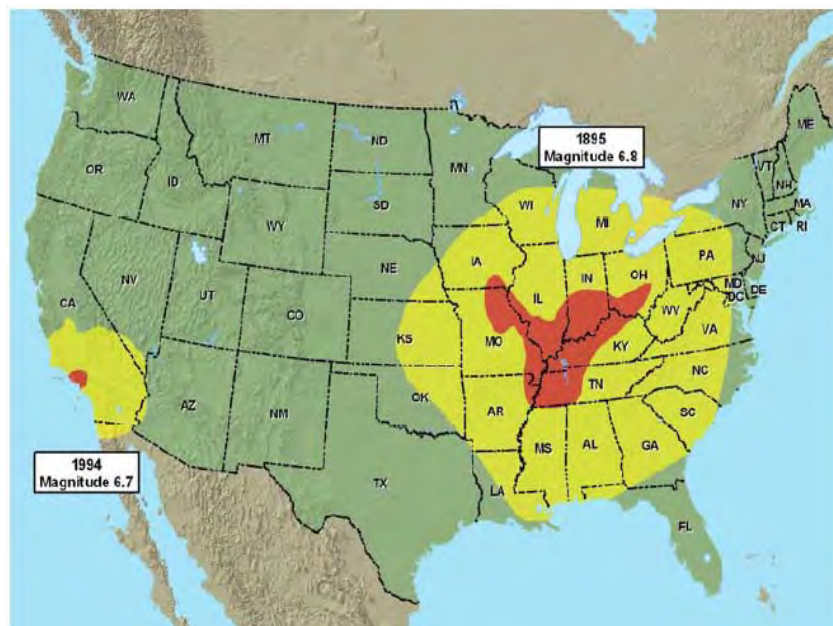 WA
ME
MT
ND
1895
Magnitude 6.8
MN
VT
OR
NH
ID
WI
NY
MA
SD
MI
CT RI
WY
IA
PA
NJ
NE
OH
IN
MD
DE
DC
NV
IL
UT
WV
CA
CO
VA
KS
MO
KY
NC
TN
OK
AZ
NM
AR
SC
MS
AL
GA
1994
Magnitude 6.7
TX
LA
FL